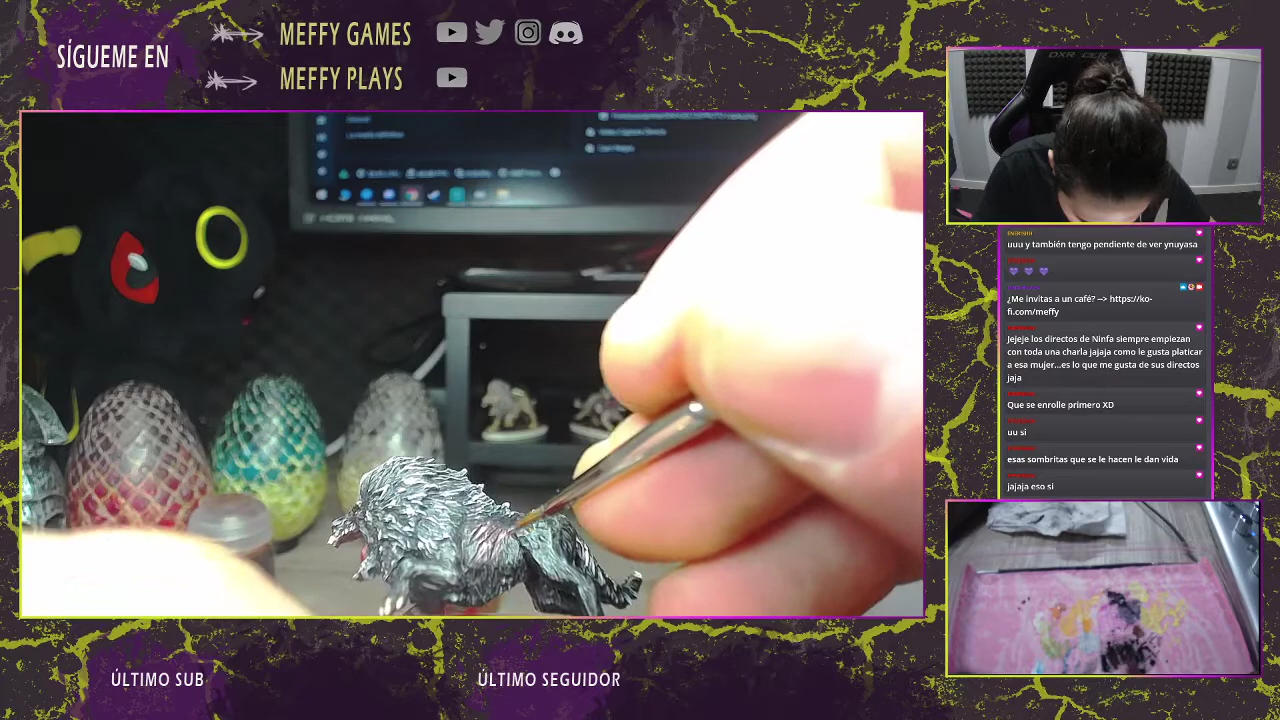 SÍGUEME EN
MEFFY GAMES
MEFFY PLAYS
DXR CER
uuu y también tengo pendiente de ver ynuyasa
¿Me invitas a un café? —> https://ko-
fi.com/meffy
Jejeje los directos de Ninfa siempre empiezan
con toda una charla jajaja como le gusta platicar
a esa mujer...es lo que me gusta de sus directos
jaja
Que se enrolle primero XD
uu si
esas sombritas que se le hacen le dan vida
jajaja eso si
ÚLTIMO SUB
ÚLTIMO SEGUIDOR